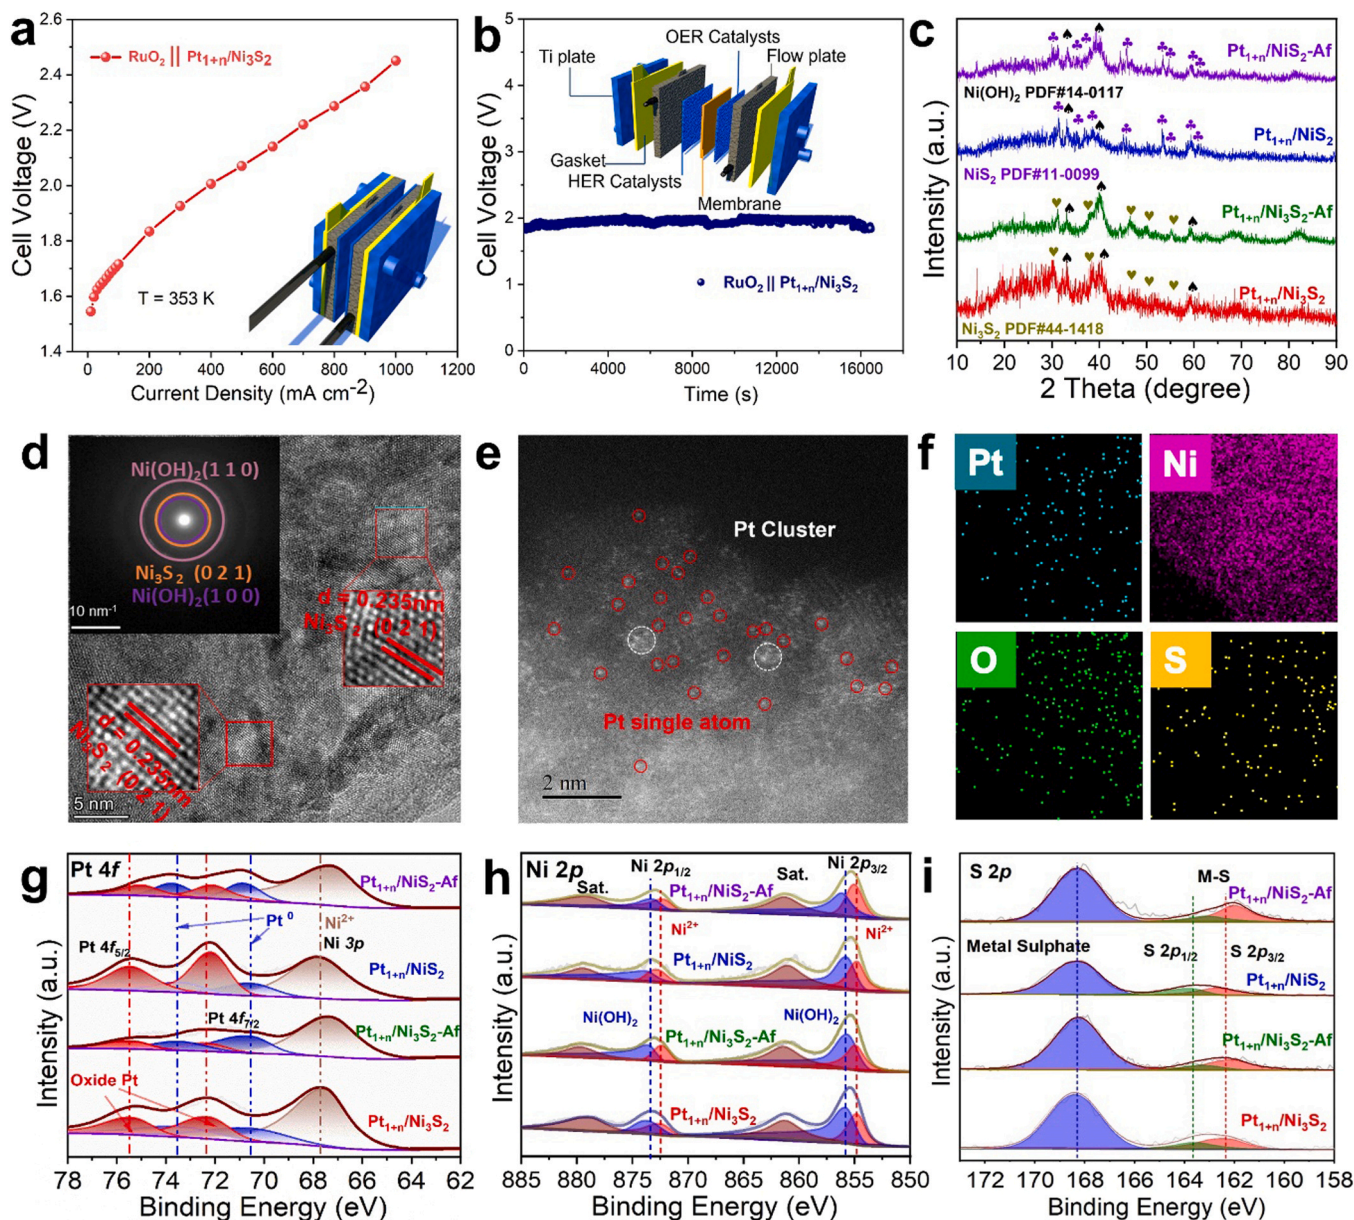 a
RuO2 || Pt1+n/Ni3S2
T = 353 K
Cell Voltage (V)
2.6
2.4
2.2
2.0
1.8
1.6
1.4
0 200 400 600 800 1000 1200
Current Density (mA cm-2)
b
OER Catalysts
Ti plate
Flow plate
Gasket
HER Catalysts
Membrane
RuO2 || Pt1+n/Ni3S2
Cell Voltage (V)
5
4
3
2
1
0
0 4000 8000 12000 16000
Time (s)
c
♣ ♠ ♣ ♣ ♠ ♣ ♣ ♣ ♣ ♣
Pt1+n/NiS2-Af
Ni(OH)2 PDF#14-0117
♣ ♠ ♣ ♣ ♠ ♣ ♣ ♣ ♣ ♣
Pt1+n/NiS2
NiS2 PDF#11-0099
♥ ♠ ♥ ♠ ♥ ♥ ♥ ♠
Pt1+n/Ni3S2-Af
♥ ♠ ♥ ♠ ♥ ♥ ♥ ♠
Pt1+n/Ni3S2
Ni3S2 PDF#44-1418
Intensity (a.u.)
10 20 30 40 50 60 70 80 90
2 Theta (degree)
d
Ni(OH)2(1 1 0)
Ni3S2 (0 2 1)
Ni(OH)2(1 0 0)
10 nm-1
d = 0.235nm
Ni3S2 (0 2 1)
d = 0.235nm
Ni3S2 (0 2 1)
5 nm
e
Pt Cluster
Pt single atom
2 nm
f
Pt
Ni
O
S
g
Pt 4f
Pt1+n/NiS2-Af
Pt0
Ni2+
Pt 4f5/2
Ni 3p
Pt1+n/NiS2
Pt 4f7/2
Pt1+n/Ni3S2-Af
Oxide Pt
Pt1+n/Ni3S2
Intensity (a.u.)
78 76 74 72 70 68 66 64 62
Binding Energy (eV)
h
Ni 2p
Sat.
Ni 2p1/2
Sat.
Ni 2p3/2
Pt1+n/NiS2-Af
Ni2+
Ni2+
Pt1+n/NiS2
Ni(OH)2
Ni(OH)2
Pt1+n/Ni3S2-Af
Pt1+n/Ni3S2
Intensity (a.u.)
885 880 875 870 865 860 855 850
Binding Energy (eV)
i
S 2p
M-S
Pt1+n/NiS2-Af
Metal Sulphate
S 2p1/2
S 2p3/2
Pt1+n/NiS2
Pt1+n/Ni3S2-Af
Pt1+n/Ni3S2
Intensity (a.u.)
172 170 168 166 164 162 160 158
Binding Energy (eV)